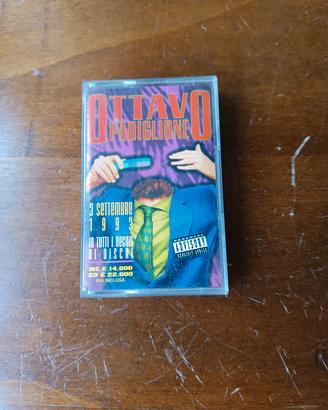 OTTAVO
PADIGLIONE
3 Settembre
1993
in tutti i negozi
di dischi
MC £ 14.000
CD £ 22.000
IVA INCLUSA
PARENTAL
ADVISORY
EXPLICIT LYRICS